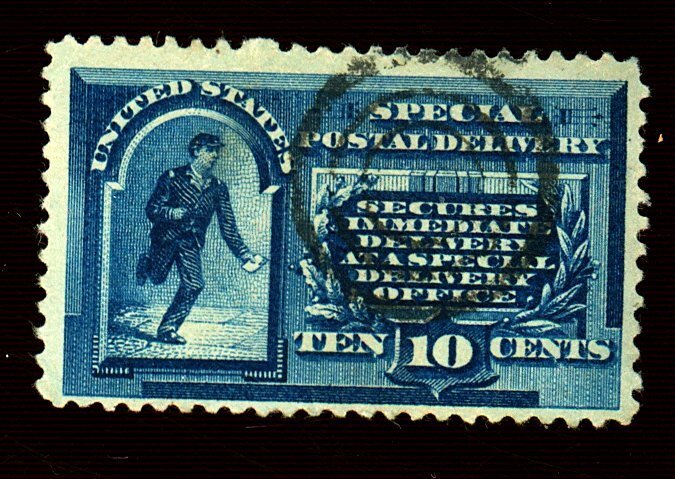 UNITED STATES
SPECIAL
POSTAL DELIVERY
SECURES
IMMEDIATE
DELIVERY
AT A SPECIAL
DELIVERY
OFFICE.
TEN 10 CENTS